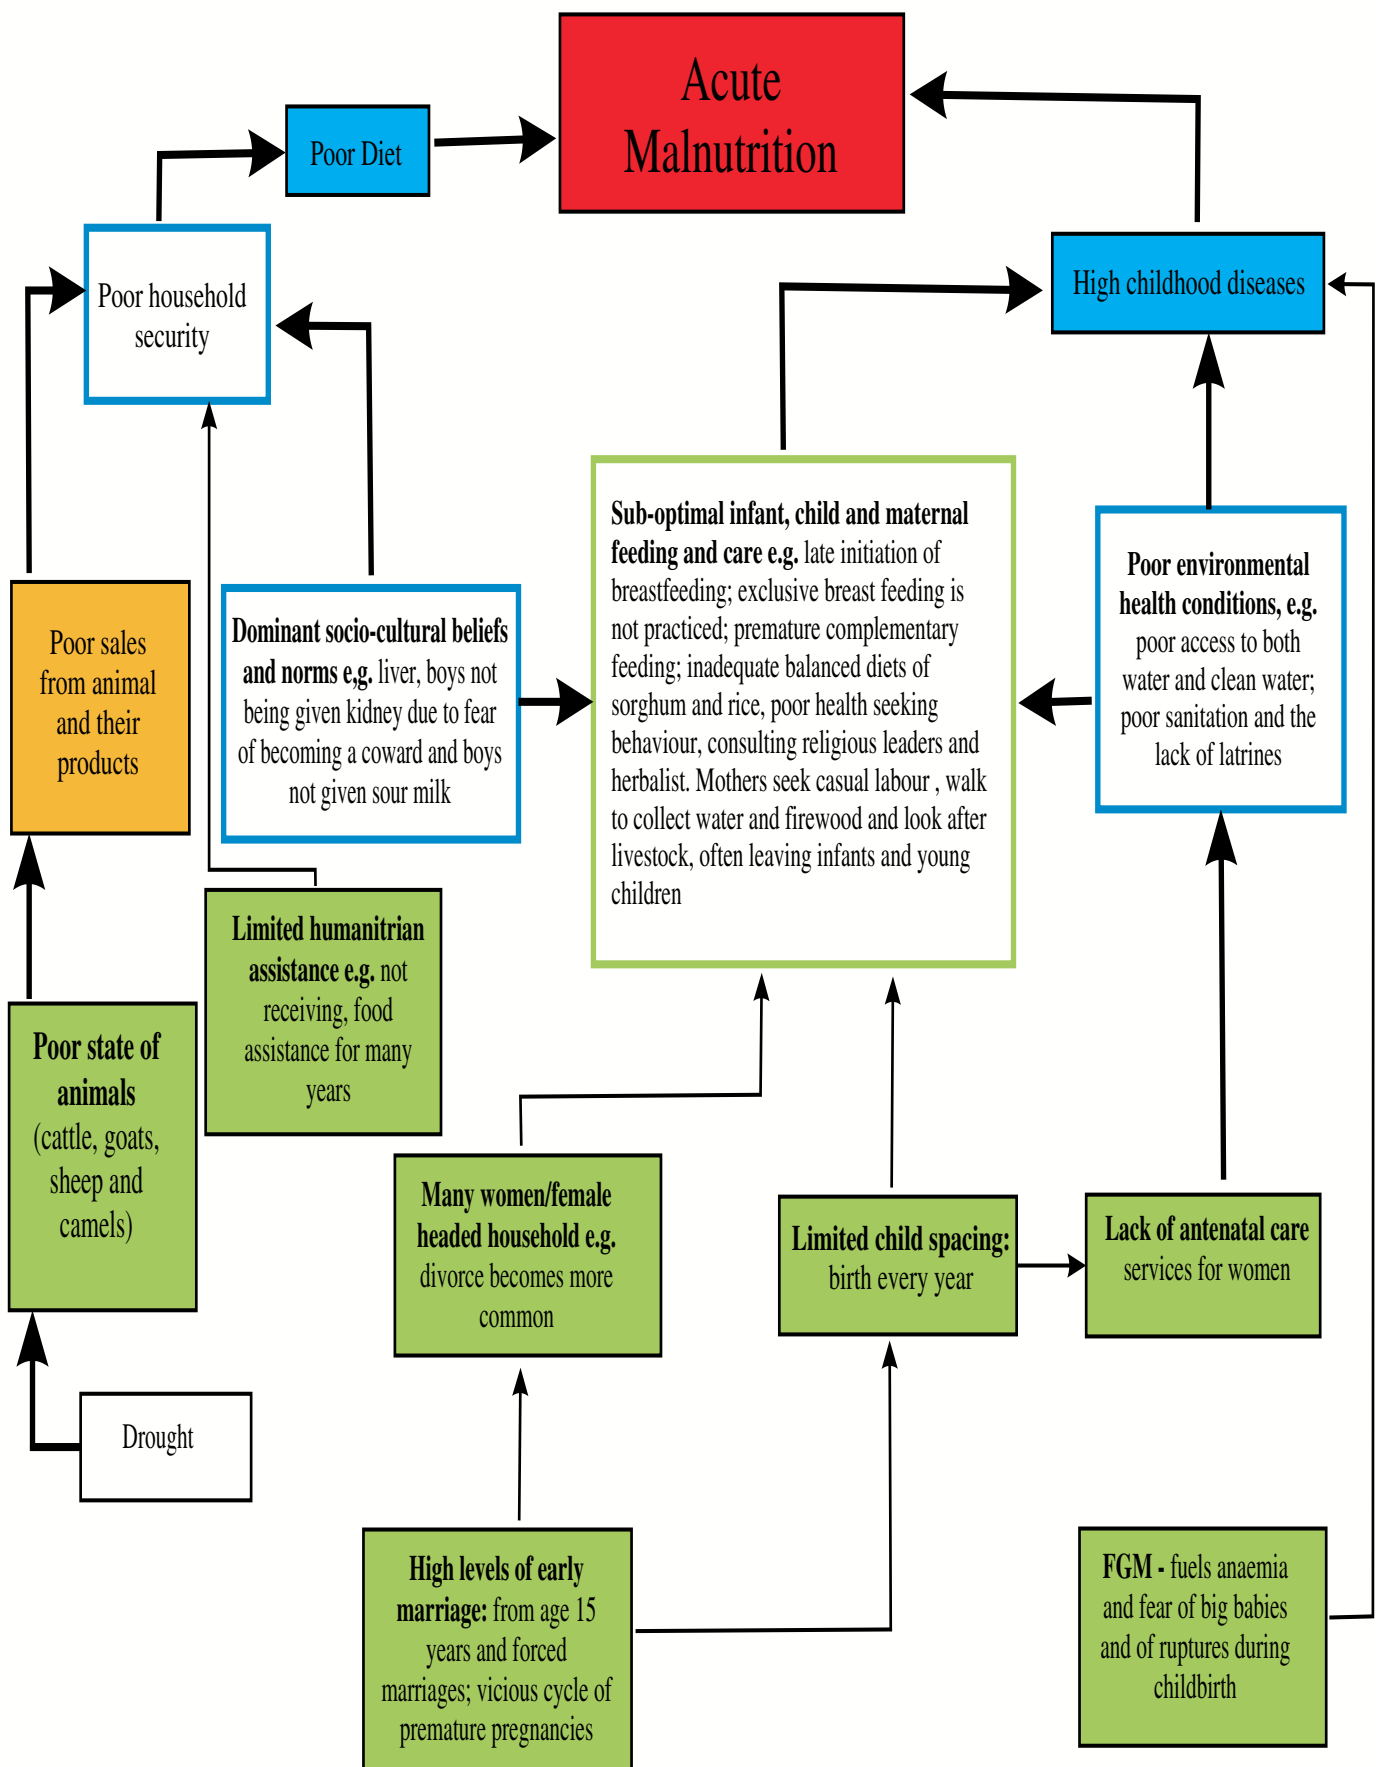 Acute
Malnutrition
Poor Diet
High childhood diseases
Poor household
security
Sub-optimal infant, child and maternal
feeding and care e.g. late initiation of
breastfeeding; exclusive breast feeding is
not practiced; premature complementary
feeding; inadequate balanced diets of
sorghum and rice, poor health seeking
behaviour, consulting religious leaders and
herbalist. Mothers seek casual labour , walk
to collect water and firewood and look after
livestock, often leaving infants and young
children
Poor environmental
health conditions, e.g.
poor access to both
water and clean water;
poor sanitation and the
lack of latrines
Poor sales
from animal
and their
products
Dominant socio-cultural beliefs
and norms e,g. liver, boys not
being given kidney due to fear
of becoming a coward and boys
not given sour milk
Limited humanitrian
assistance e.g. not
receiving, food
assistance for many
years
Poor state of
animals
(cattle, goats,
sheep and
camels)
Many women/female
headed household e.g.
divorce becomes more
common
Limited child spacing:
birth every year
Lack of antenatal care
services for women
Drought
High levels of early
marriage: from age 15
years and forced
marriages; vicious cycle of
premature pregnancies
FGM - fuels anaemia
and fear of big babies
and of ruptures during
childbirth